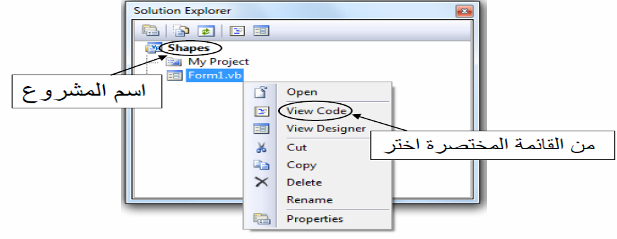 Solution Explorer
Shapes
My Project
Form1.vb
اسم المشروع
Open
View Code
View Designer
من القائمة المختصرة اختر
Cut
Copy
Delete
Rename
Properties